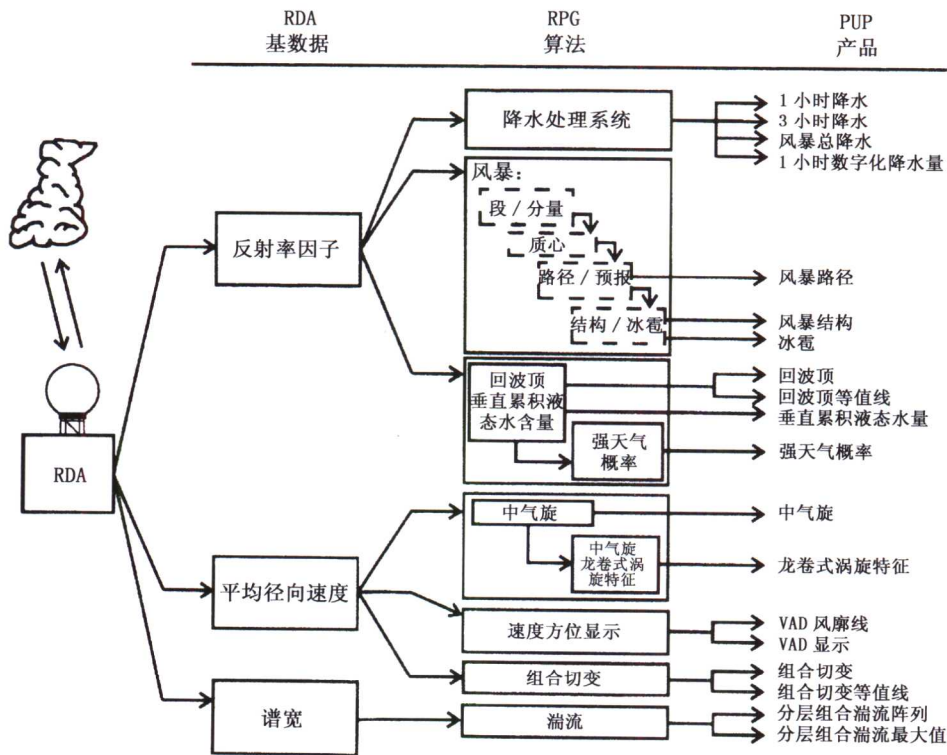 RDA
基数据
RPG
算法
PUP
产品
RDA
反射率因子
平均径向速度
谱宽
降水处理系统
风暴：
段/分量
质心
路径/预报
结构/冰雹
回波顶
垂直累积液
态水含量
强天气
概率
中气旋
中气旋
龙卷式涡
旋特征
速度方位显示
组合切变
湍流
1小时降水
3小时降水
风暴总降水
1小时数字化降水量
风暴路径
风暴结构
冰雹
回波顶
回波顶等值线
垂直累积液态水量
强天气概率
中气旋
龙卷式涡旋特征
VAD 风廓线
VAD 显示
组合切变
组合切变等值线
分层组合湍流阵列
分层组合湍流最大值